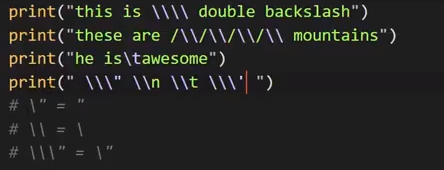 print("this is \\\\ double backslash")
print("these are /\\/\\/\\/\\ mountains")
print("he is\tawesome")
print(" \\\" \\n \\t \\\' ")
# \” = "
# \\ = \
# \\\” = \”